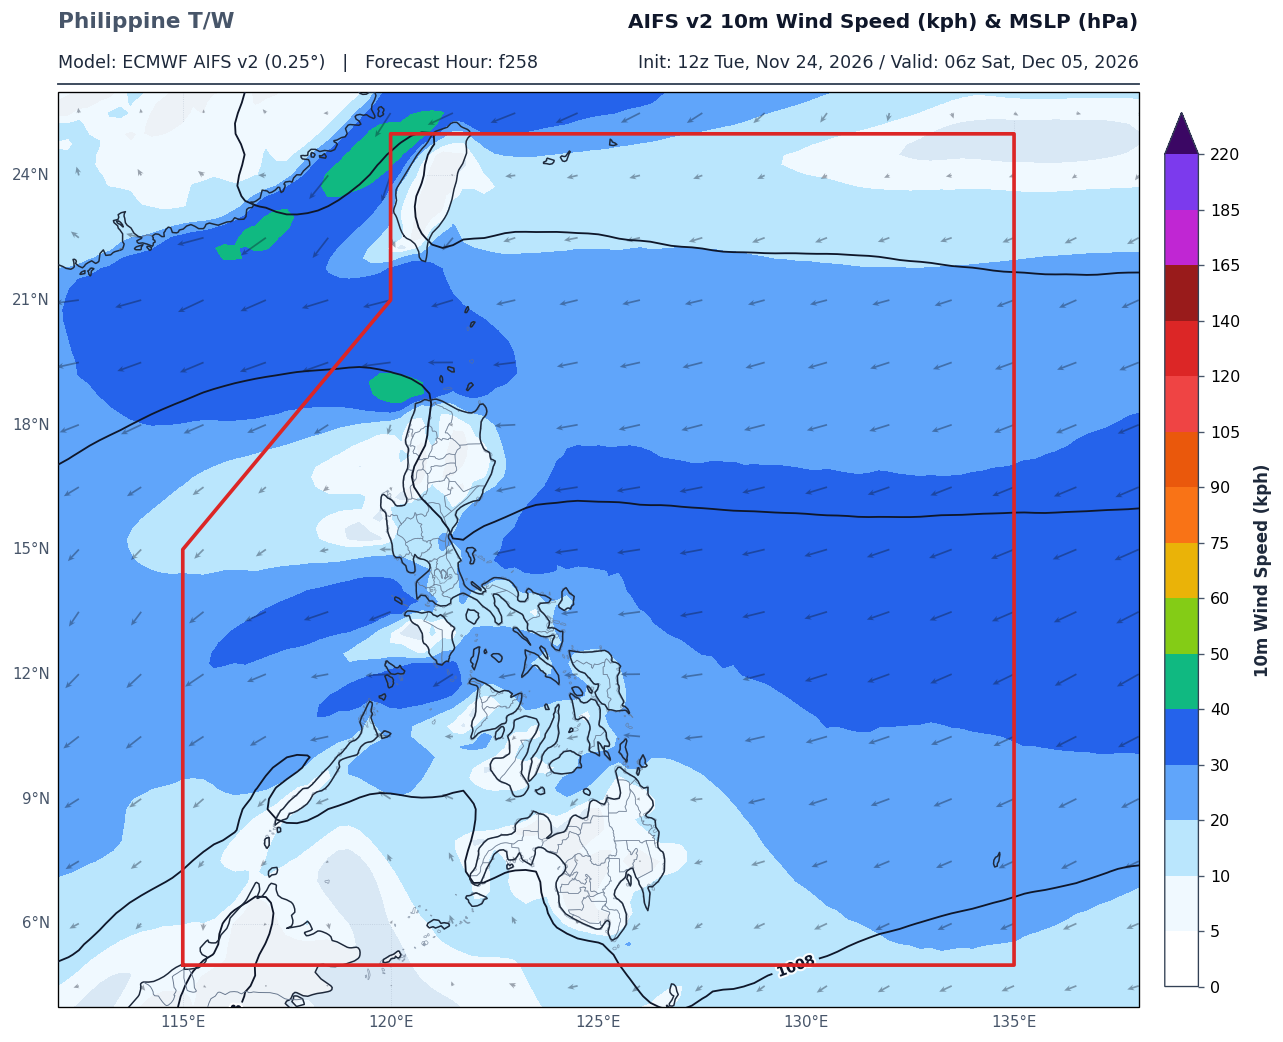 Philippine T/W
AIFS v2 10m Wind Speed (kph) & MSLP (hPa)
Model: ECMWF AIFS v2 (0.25°) | Forecast Hour: f258
Init: 12z Tue, Nov 24, 2026 / Valid: 06z Sat, Dec 05, 2026
24°N
21°N
18°N
15°N
12°N
9°N
6°N
115°E
120°E
125°E
130°E
135°E
1008
220
185
165
140
120
105
90
75
60
50
40
30
20
10
5
0
10m Wind Speed (kph)